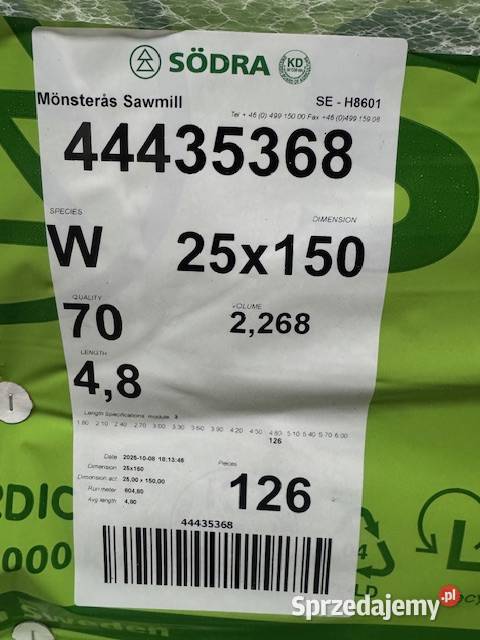 SÖDRA
KD
Mönsterås Sawmill
SE - H8601
Tel + 46 (0) 499 150 00 Fax +46 (0)499 159 08
44435368
SPECIES
DIMENSION
W
25x150
QUALITY
VOLUME
70
2,268
LENGTH
4,8
Length Specifications module 3
1.80 2.10 2.40 2.70 3.00 3.30 3.60 3.90 4.20 4.50 4.80 5.10 5.40 5.70 6.00
126
Date 2025-10-08
Pieces
Dimension 25x150
Dimension act. 25,00 x 150,00
126
Run meter 604,80
Avg length 4,80
44435368
000
Sweden
Sprzedajemy.pl